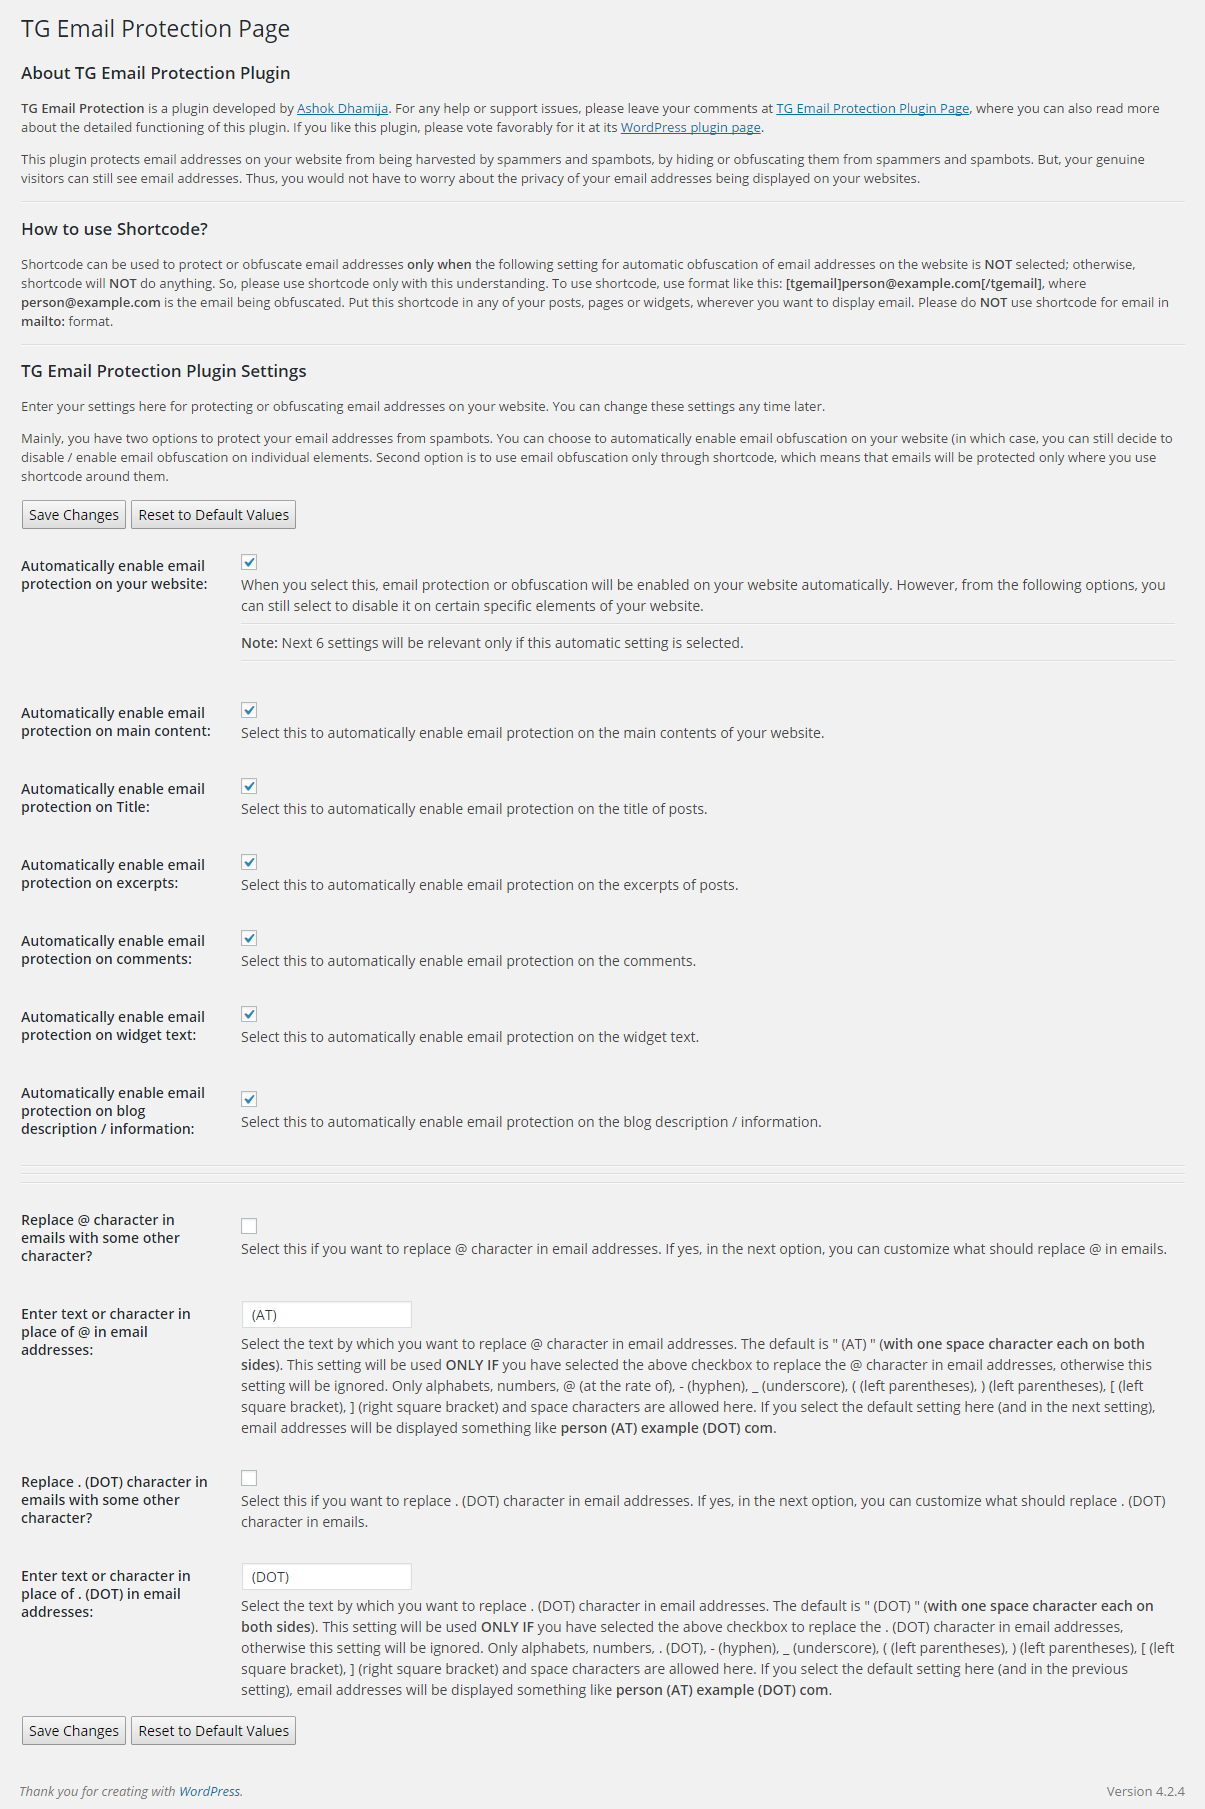 TG Email Protection Page
About TG Email Protection Plugin
TG Email Protection is a plugin developed by Ashok Dhamija. For any help or support issues, please leave your comments at TG Email Protection Plugin Page, where you can also read more
about the detailed functioning of this plugin. If you like this plugin, please vote favorably for it at its WordPress plugin page.
This plugin protects email addresses on your website from being harvested by spammers and spambots, by hiding or obfuscating them from spammers and spambots. But, your genuine
visitors can still see email addresses. Thus, you would not have to worry about the privacy of your email addresses being displayed on your websites.
How to use Shortcode?
Shortcode can be used to protect or obfuscate email addresses only when the following setting for automatic obfuscation of email addresses on the website is NOT selected; otherwise,
shortcode will NOT do anything. So, please use shortcode only with this understanding. To use shortcode, use format like this: [tgemail]person@example.com[/tgemail], where
person@example.com is the email being obfuscated. Put this shortcode in any of your posts, pages or widgets, wherever you want to display email. Please do NOT use shortcode for email in
mailto: format.
TG Email Protection Plugin Settings
Enter your settings here for protecting or obfuscating email addresses on your website. You can change these settings any time later.
Mainly, you have two options to protect your email addresses from spambots. You can choose to automatically enable email obfuscation on your website (in which case, you can still decide to
disable / enable email obfuscation on individual elements. Second option is to use email obfuscation only through shortcode, which means that emails will be protected only where you use
shortcode around them.
Save Changes Reset to Default Values
Automatically enable email
protection on your website:
When you select this, email protection or obfuscation will be enabled on your website automatically. However, from the following options, you
can still select to disable it on certain specific elements of your website.
Note: Next 6 settings will be relevant only if this automatic setting is selected.
Automatically enable email
protection on main content:
Select this to automatically enable email protection on the main contents of your website.
Automatically enable email
protection on Title:
Select this to automatically enable email protection on the title of posts.
Automatically enable email
protection on excerpts:
Select this to automatically enable email protection on the excerpts of posts.
Automatically enable email
protection on comments:
Select this to automatically enable email protection on the comments.
Automatically enable email
protection on widget text:
Select this to automatically enable email protection on the widget text.
Automatically enable email
protection on blog
description / information:
Select this to automatically enable email protection on the blog description / information.
Replace @ character in
emails with some other
character?
Select this if you want to replace @ character in email addresses. If yes, in the next option, you can customize what should replace @ in emails.
Enter text or character in
place of @ in email
addresses:
(AT)
Select the text by which you want to replace @ character in email addresses. The default is " (AT) " (with one space character each on both
sides). This setting will be used ONLY IF you have selected the above checkbox to replace the @ character in email addresses, otherwise this
setting will be ignored. Only alphabets, numbers, @ (at the rate of), - (hyphen), _ (underscore), ( (left parentheses), ) (left parentheses), [ (left
square bracket), ] (right square bracket) and space characters are allowed here. If you select the default setting here (and in the next setting),
email addresses will be displayed something like person (AT) example (DOT) com.
Replace . (DOT) character in
emails with some other
character?
Select this if you want to replace . (DOT) character in email addresses. If yes, in the next option, you can customize what should replace . (DOT)
character in emails.
Enter text or character in
place of . (DOT) in email
addresses:
(DOT)
Select the text by which you want to replace . (DOT) character in email addresses. The default is " (DOT) " (with one space character each on
both sides). This setting will be used ONLY IF you have selected the above checkbox to replace the . (DOT) character in email addresses,
otherwise this setting will be ignored. Only alphabets, numbers, . (DOT), - (hyphen), _ (underscore), ( (left parentheses), ) (left parentheses), [ (left
square bracket), ] (right square bracket) and space characters are allowed here. If you select the default setting here (and in the previous
setting), email addresses will be displayed something like person (AT) example (DOT) com.
Save Changes Reset to Default Values
Thank you for creating with WordPress. Version 4.2.4